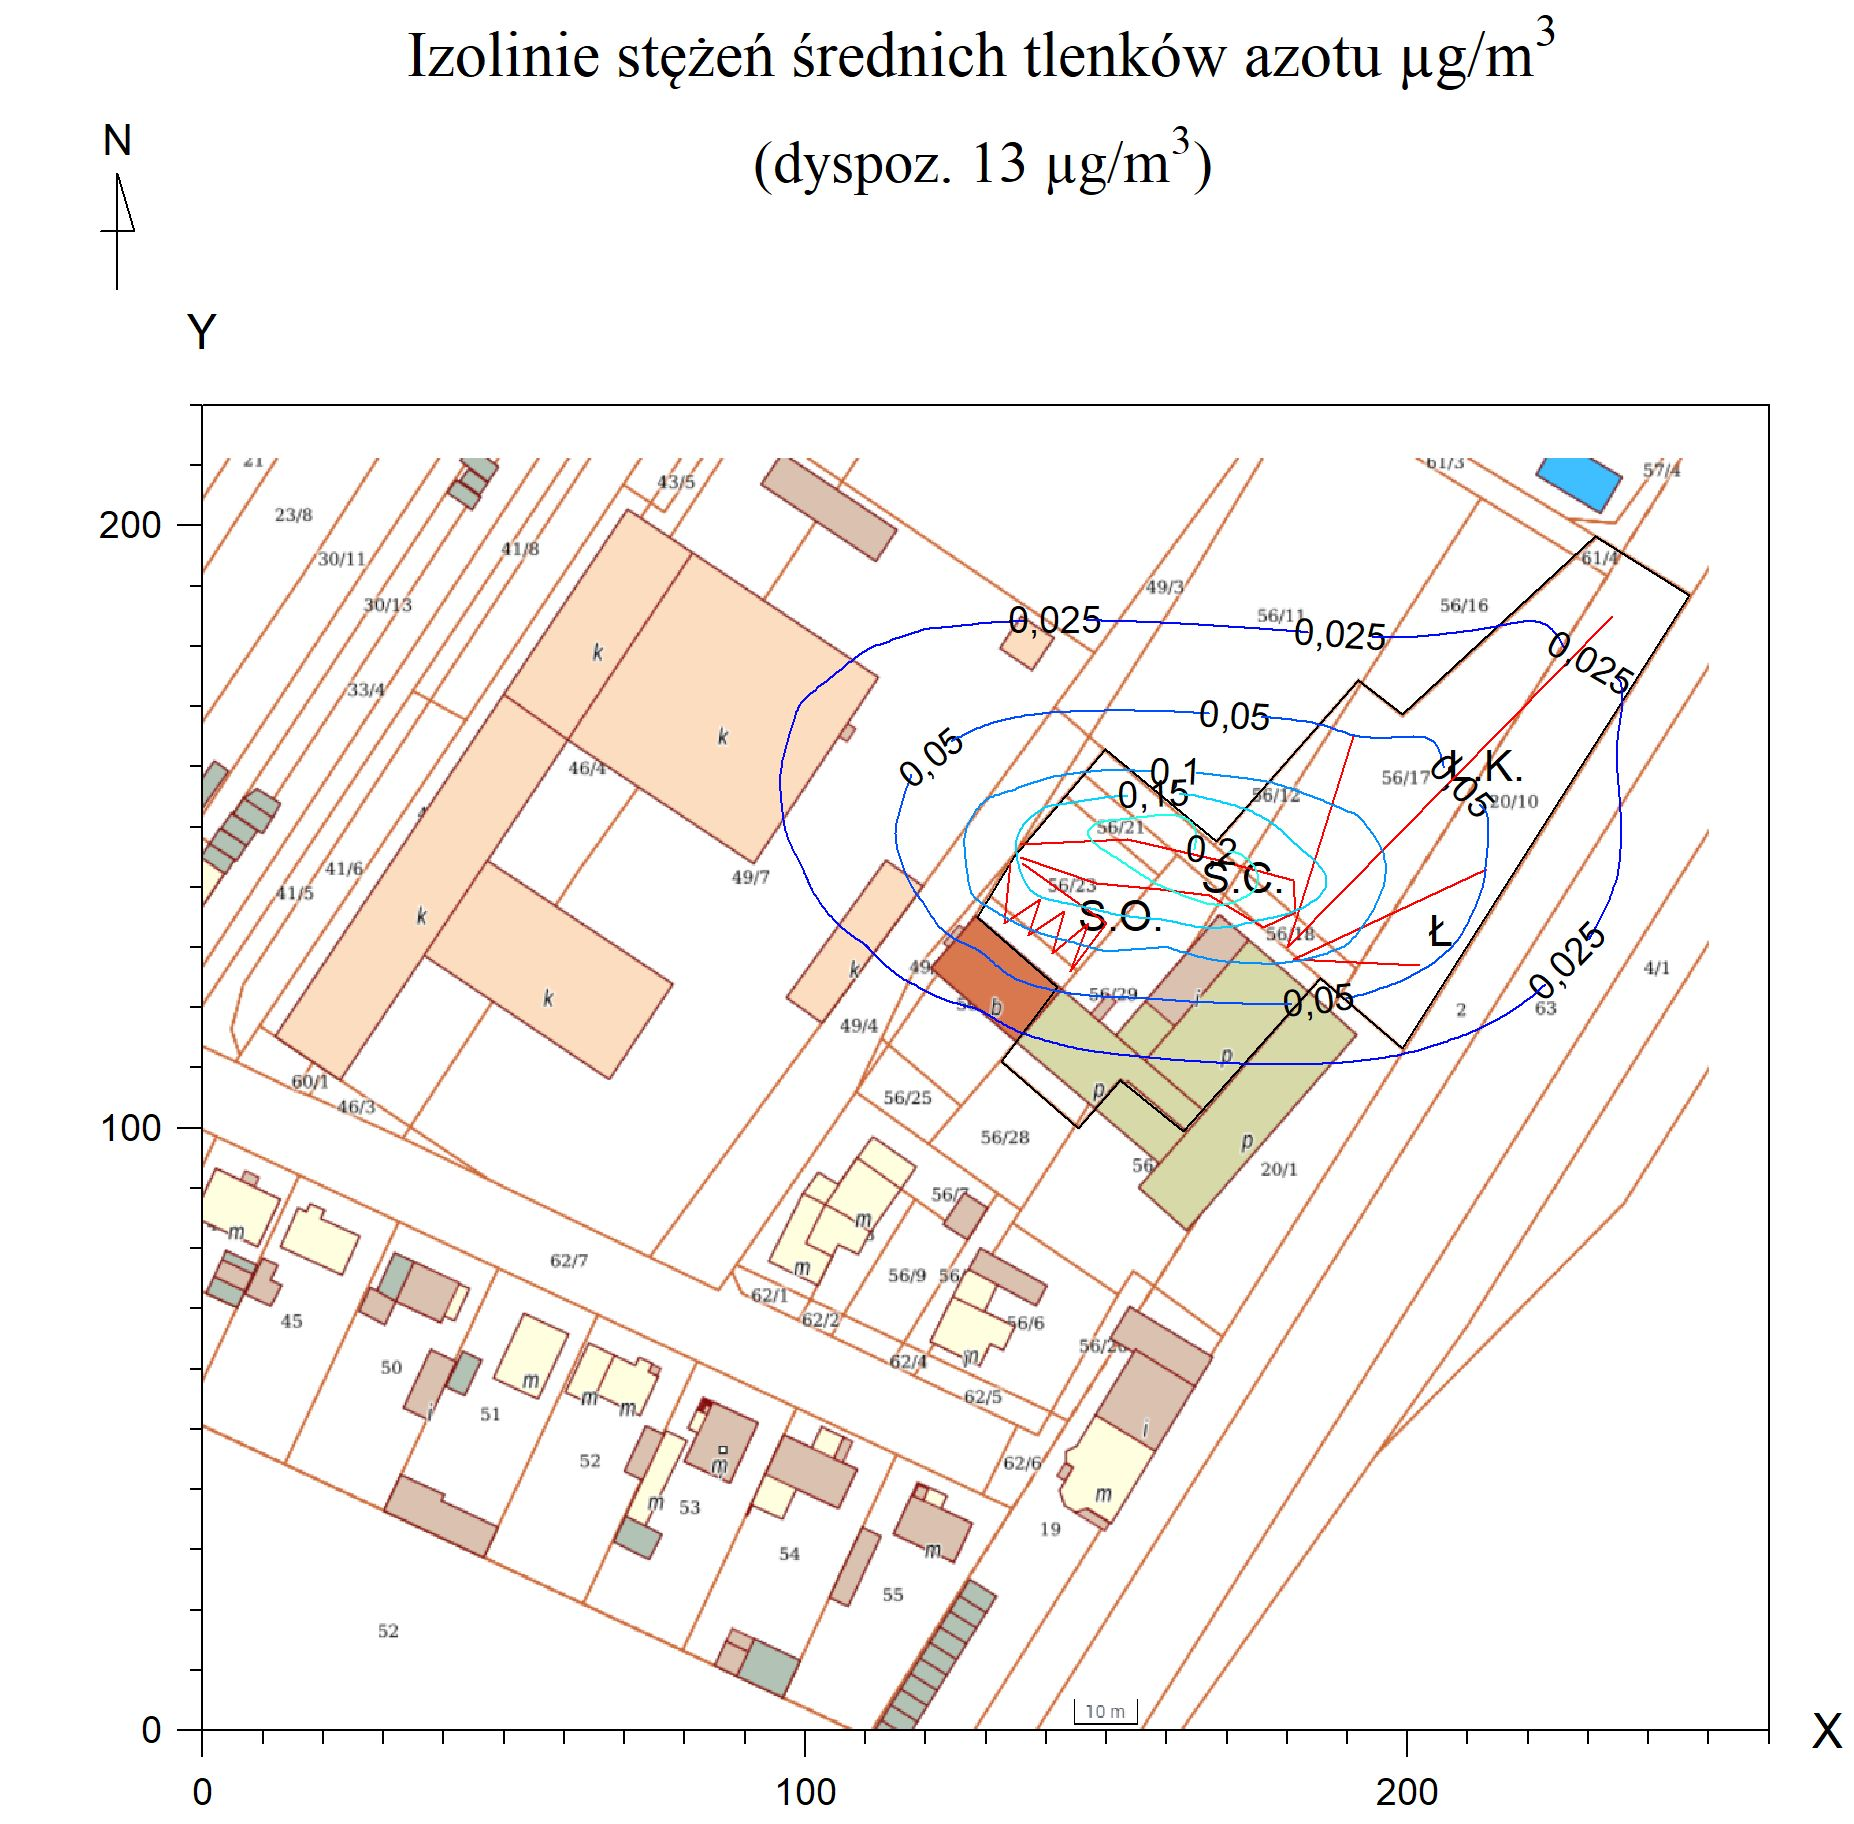 Izolinie stężeń średnich tlenków azotu µg/m³
(dyspoz. 13 µg/m³)
N
Y
200
100
0
0 100 200
X
21
23/8
30/11
30/13
33/4
41/8
43/5
61/3
57/4
61/4
49/3
56/11
56/16
0,025 0,025 0,025
k
k
46/4
0,05 0,05 0,05
0,1
0,15
56/12
56/17
Ł.K.
20/10
56/21
0,2
S.C.
41/6
41/5
49/7
56/23
S.O.
Ł
56/18
k
k
k
b
56/29
i
0,05
0,025
4/1
2
63
49/4
p
p
p
60/1
46/3
56/25
56/28
20/1
m
m
m
56/9
62/7
62/1
62/2
56/6
45
50
51
m
m
m
62/4
62/5
i
m
52
53
m
m
62/6
i
m
19
54
55
m
52
10 m